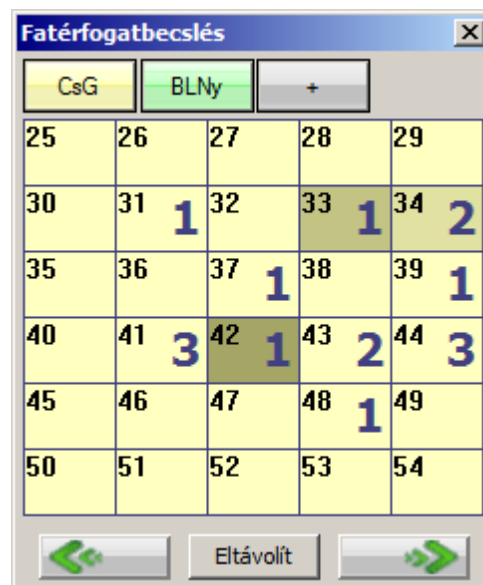 Fatérfogatbecslés
CsG BLNy +
25 26 27 28 29
30 31 1 32 33 1 34 2
35 36 37 1 38 39 1
40 41 3 42 1 43 2 44 3
45 46 47 48 1 49
50 51 52 53 54
Eltávolít